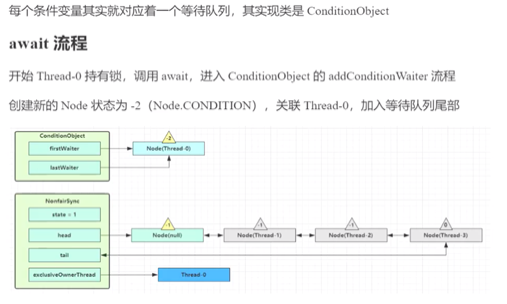 每个条件变量其实就对应着一个等待队列，其实现类是 ConditionObject
await 流程
开始 Thread-0 持有锁，调用 await，进入 ConditionObject 的 addConditionWaiter 流程
创建新的 Node 状态为 -2（Node.CONDITION），关联 Thread-0，加入等待队列尾部
ConditionObject
-2
firstWaiter
Node(Thread-0)
lastWaiter
NonfairSync
state = 1
-1
-1
-1
0
head
Node(null)
Node(Thread-1)
Node(Thread-2)
Node(Thread-3)
tail
exclusiveOwnerThread
Thread-0